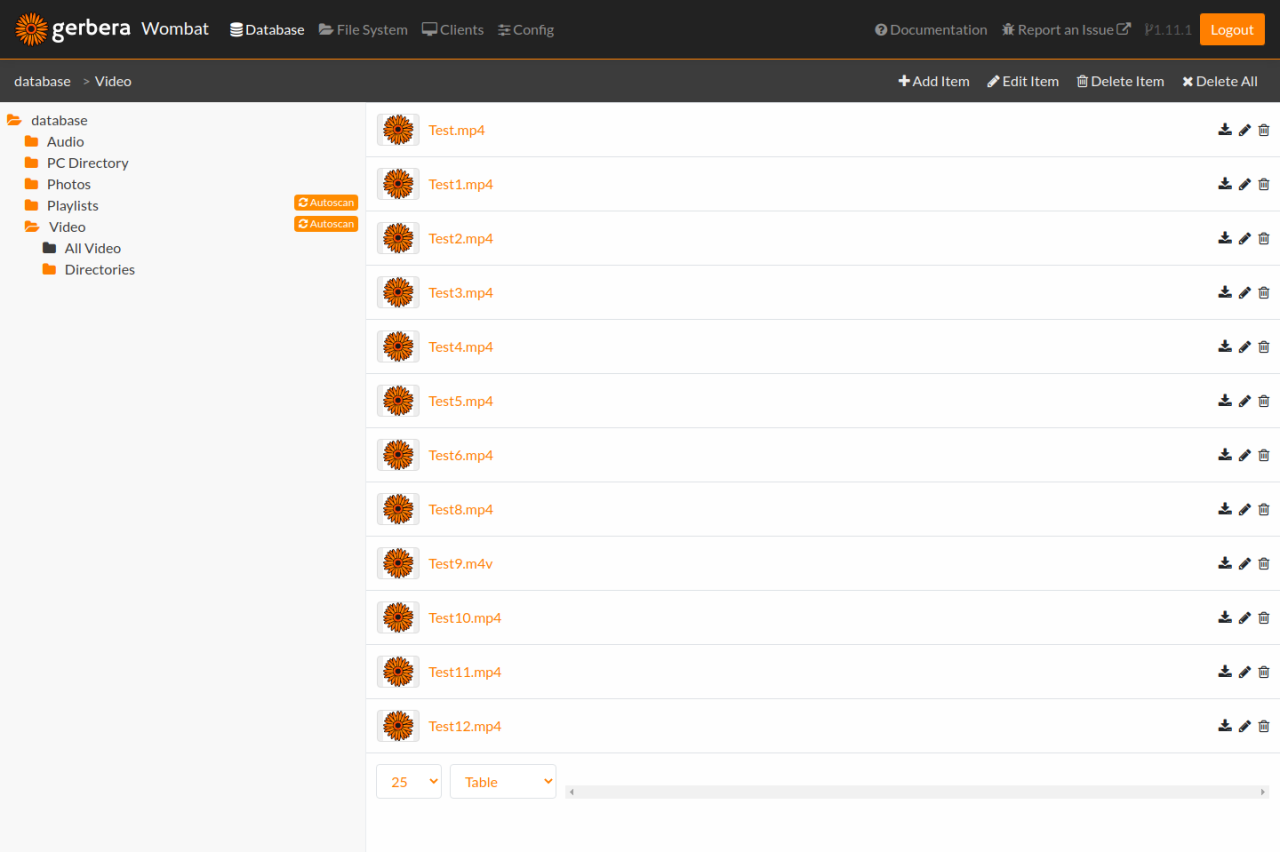 gerbera Wombat Database File System Clients Config Documentation Report an Issue 1.11.1 Logout
database > Video Add Item Edit Item Delete Item Delete All
database
Audio
PC Directory
Photos
Playlists Autoscan
Video Autoscan
All Video
Directories
Test.mp4
Test1.mp4
Test2.mp4
Test3.mp4
Test4.mp4
Test5.mp4
Test6.mp4
Test8.mp4
Test9.m4v
Test10.mp4
Test11.mp4
Test12.mp4
25 Table